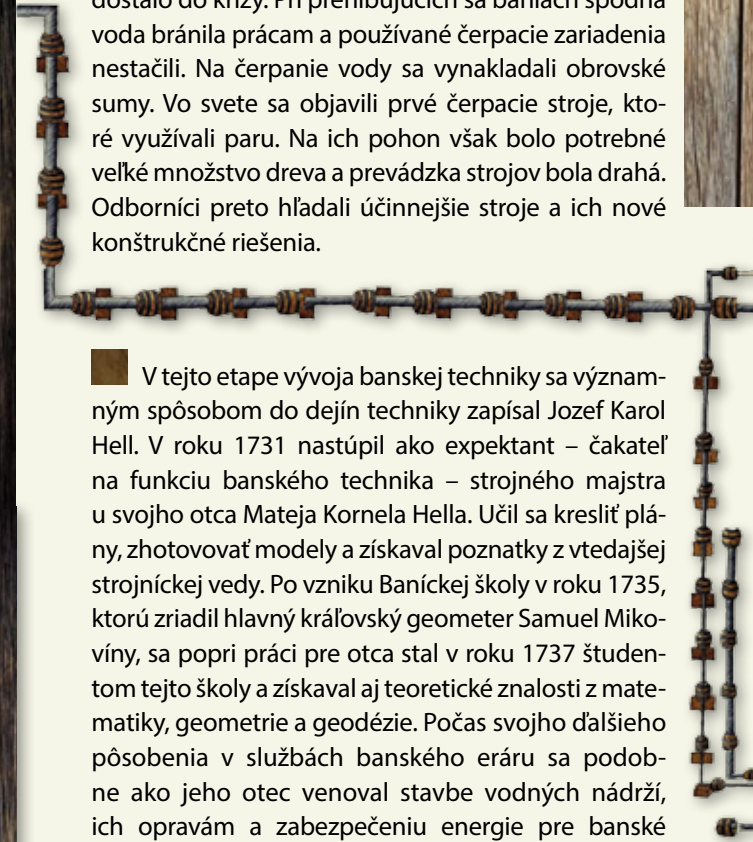 dostalo do krízy. Pri prehlbujúcich sa baniach spodná
voda bránila prácam a používané čerpacie zariadenia
nestačili. Na čerpanie vody sa vynakladali obrovské
sumy. Vo svete sa objavili prvé čerpacie stroje, kto-
ré využívali paru. Na ich pohon však bolo potrebné
veľké množstvo dreva a prevádzka strojov bola drahá.
Odborníci preto hľadali účinnejšie stroje a ich nové
konštrukčné riešenia.
V tejto etape vývoja banskej techniky sa význam-
ným spôsobom do dejín techniky zapísal Jozef Karol
Hell. V roku 1731 nastúpil ako expektant – čakateľ
na funkciu banského technika – strojného majstra
u svojho otca Mateja Kornela Hella. Učil sa kresliť plá-
ny, zhotovovať modely a získaval poznatky z vtedajšej
strojníckej vedy. Po vzniku Baníckej školy v roku 1735,
ktorú zriadil hlavný kráľovský geometer Samuel Miko-
víny, sa popri práci pre otca stal v roku 1737 študen-
tom tejto školy a získaval aj teoretické znalosti z mate-
matiky, geometrie a geodézie. Počas svojho ďalšieho
pôsobenia v službách banského eráru sa podob-
ne ako jeho otec venoval stavbe vodných nádrží,
ich opravám a zabezpečeniu energie pre banské